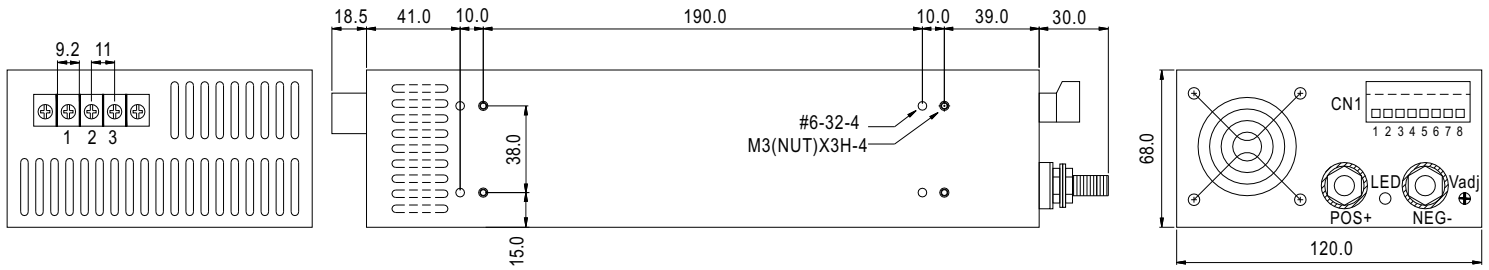 18.5 41.0 10.0 190.0 10.0 39.0 30.0
9.2 11
1 2 3
38.0
15.0
#6-32-4
M3(NUT)X3H-4
68.0
CN1
1 2 3 4 5 6 7 8
LED Vadj
POS+ NEG-
120.0